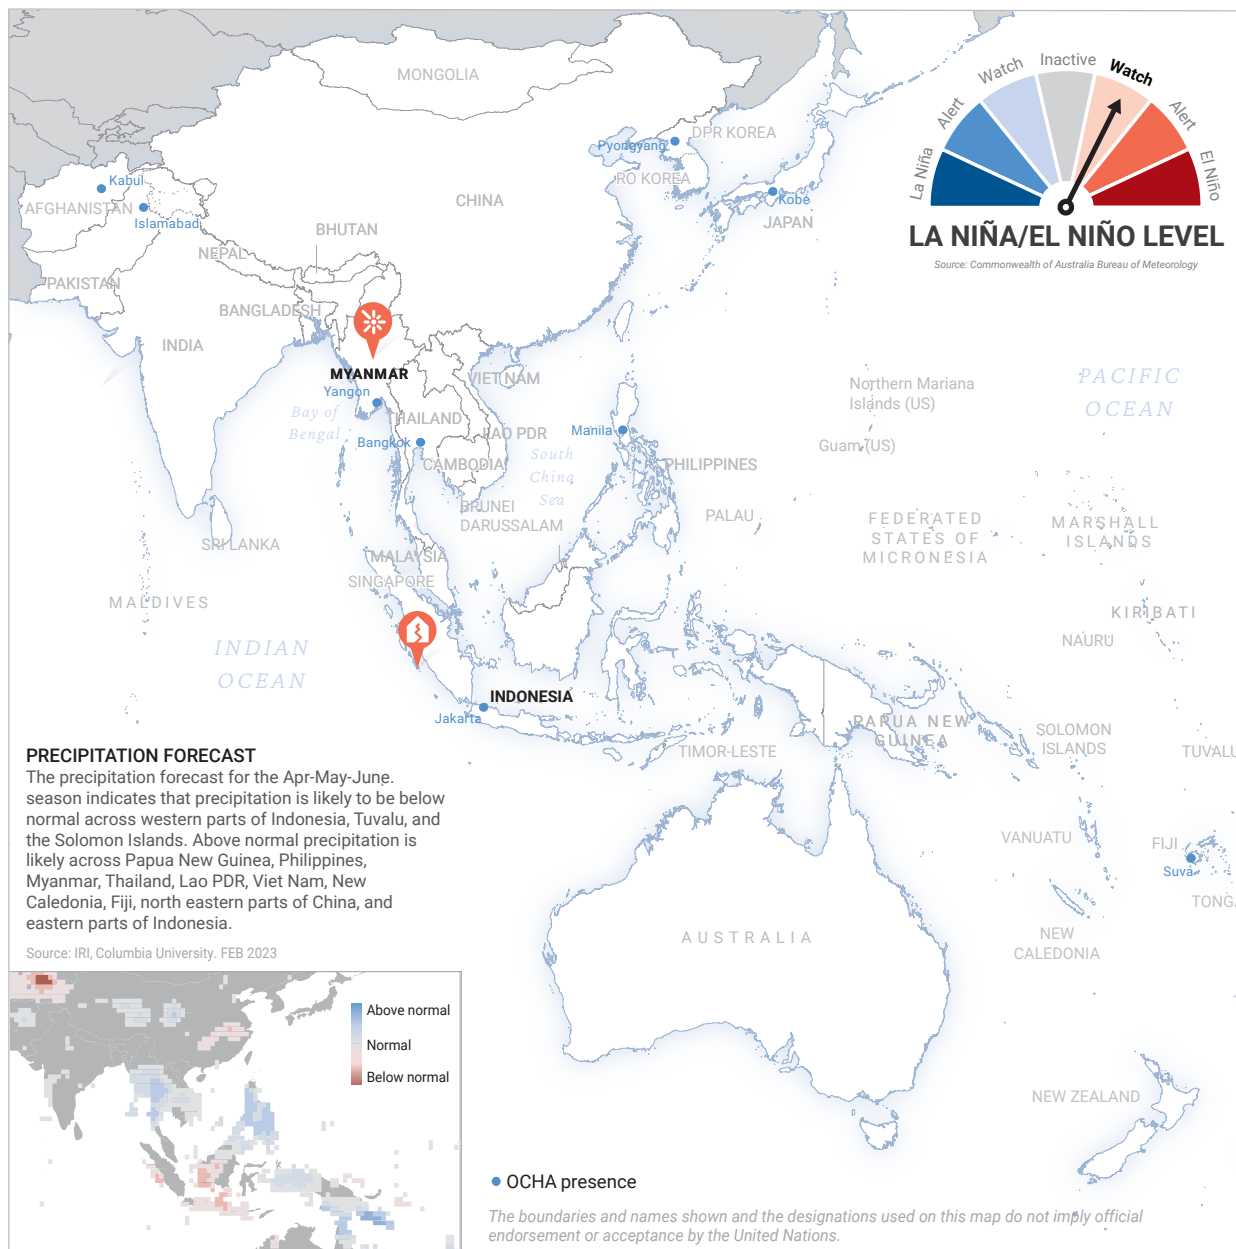 MONGOLIA
Watch
Inactive
Watch
Alert
Alert
La Niña
El Niño
LA NIÑA/EL NIÑO LEVEL
Source: Commonwealth of Australia Bureau of Meteorology
DPR KOREA
Pyongyang
RO KOREA
Kobe
JAPAN
CHINA
Kabul
AFGHANISTAN
Islamabad
BHUTAN
NEPAL
PAKISTAN
BANGLADESH
INDIA
MYANMAR
Yangon
VIET NAM
Bay of
Bengal
THAILAND
LAO PDR
Bangkok
CAMBODIA
Manila
South
China
Sea
PHILIPPINES
Northern Mariana
Islands (US)
Guam (US)
PACIFIC
OCEAN
BRUNEI
DARUSSALAM
PALAU
FEDERATED
STATES OF
MICRONESIA
MARSHALL
ISLANDS
SRI LANKA
MALAYSIA
SINGAPORE
MALDIVES
KIRIBATI
NAURU
INDIAN
OCEAN
INDONESIA
Jakarta
PAPUA NEW
GUINEA
SOLOMON
ISLANDS
TIMOR-LESTE
TUVALU
PRECIPITATION FORECAST
The precipitation forecast for the Apr-May-June.
season indicates that precipitation is likely to be below
normal across western parts of Indonesia, Tuvalu, and
the Solomon Islands. Above normal precipitation is
likely across Papua New Guinea, Philippines,
Myanmar, Thailand, Lao PDR, Viet Nam, New
Caledonia, Fiji, north eastern parts of China, and
eastern parts of Indonesia.
Source: IRI, Columbia University. FEB 2023
VANUATU
FIJI
Suva
TONGA
NEW
CALEDONIA
AUSTRALIA
Above normal
Normal
Below normal
NEW ZEALAND
OCHA presence
The boundaries and names shown and the designations used on this map do not imply official
endorsement or acceptance by the United Nations.